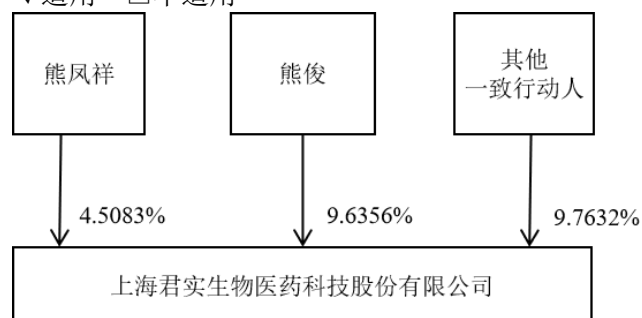 熊凤祥
熊俊
其他
一致行动人
4.5083%
9.6356%
9.7632%
上海君实生物医药科技股份有限公司